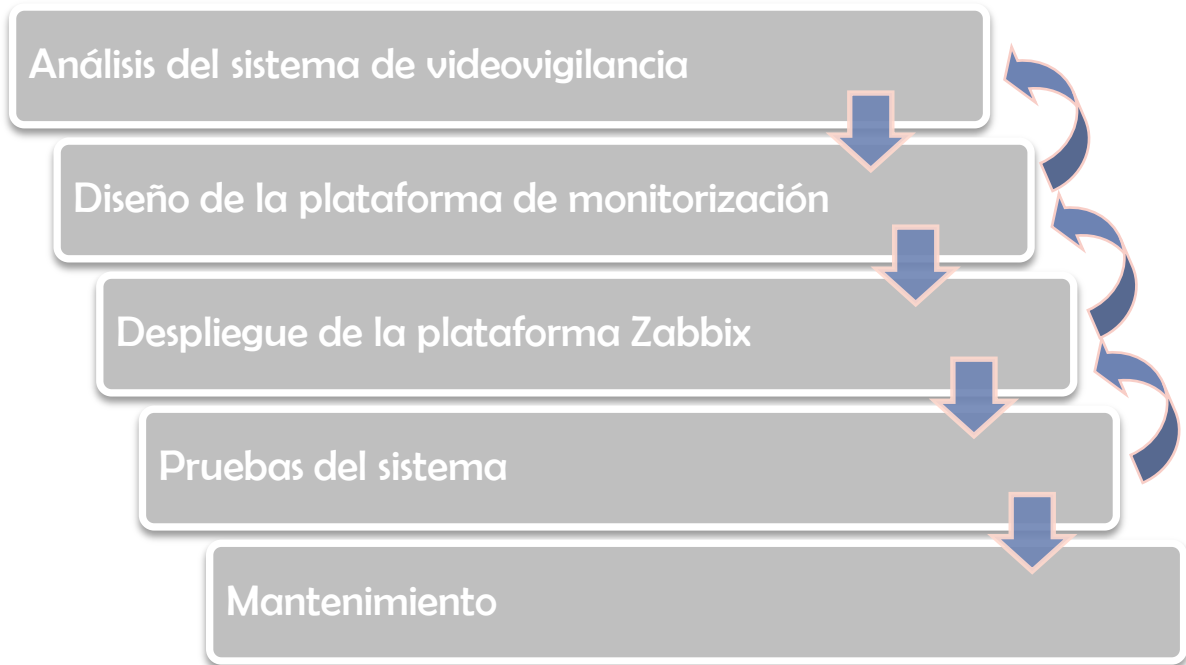 Análisis del sistema de videovigilancia
Diseño de la plataforma de monitorización
Despliegue de la plataforma Zabbix
Pruebas del sistema
Mantenimiento